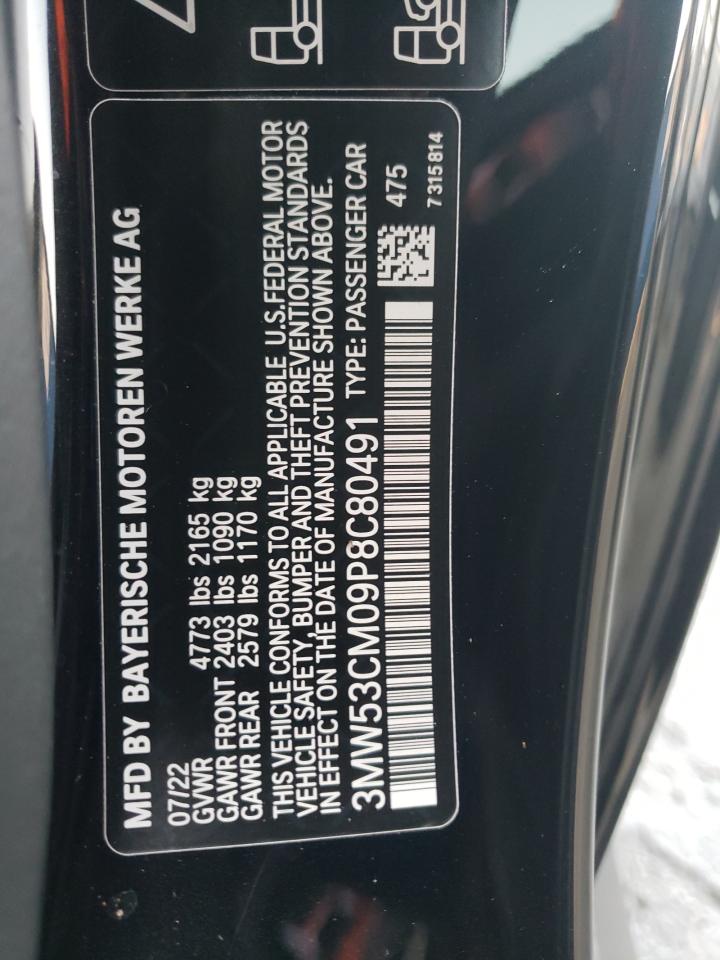 MFD BY BAYERISCHE MOTOREN WERKE AG
07/22
GVWR 4773 lbs 2165 kg
GAWR FRONT 2403 lbs 1090 kg
GAWR REAR 2579 lbs 1170 kg
THIS VEHICLE CONFORMS TO ALL APPLICABLE U.S.FEDERAL MOTOR
VEHICLE SAFETY, BUMPER AND THEFT PREVENTION STANDARDS
IN EFFECT ON THE DATE OF MANUFACTURE SHOWN ABOVE.
3MW53CM09P8C80491 TYPE: PASSENGER CAR
475
7315814